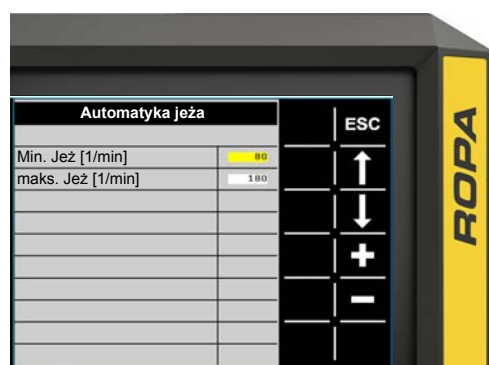 Automatyka jeża
ESC
Min. Jeż [1/min] 80
maks. Jeż [1/min] 180
ROPA